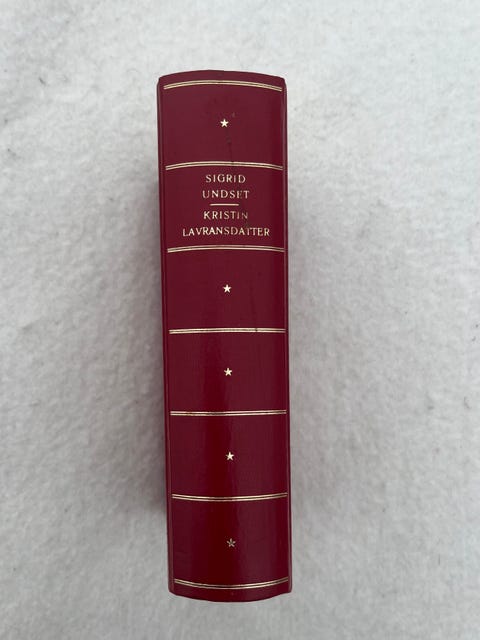 SIGRID
UNDSET
KRISTIN
LAVRANSDATTER